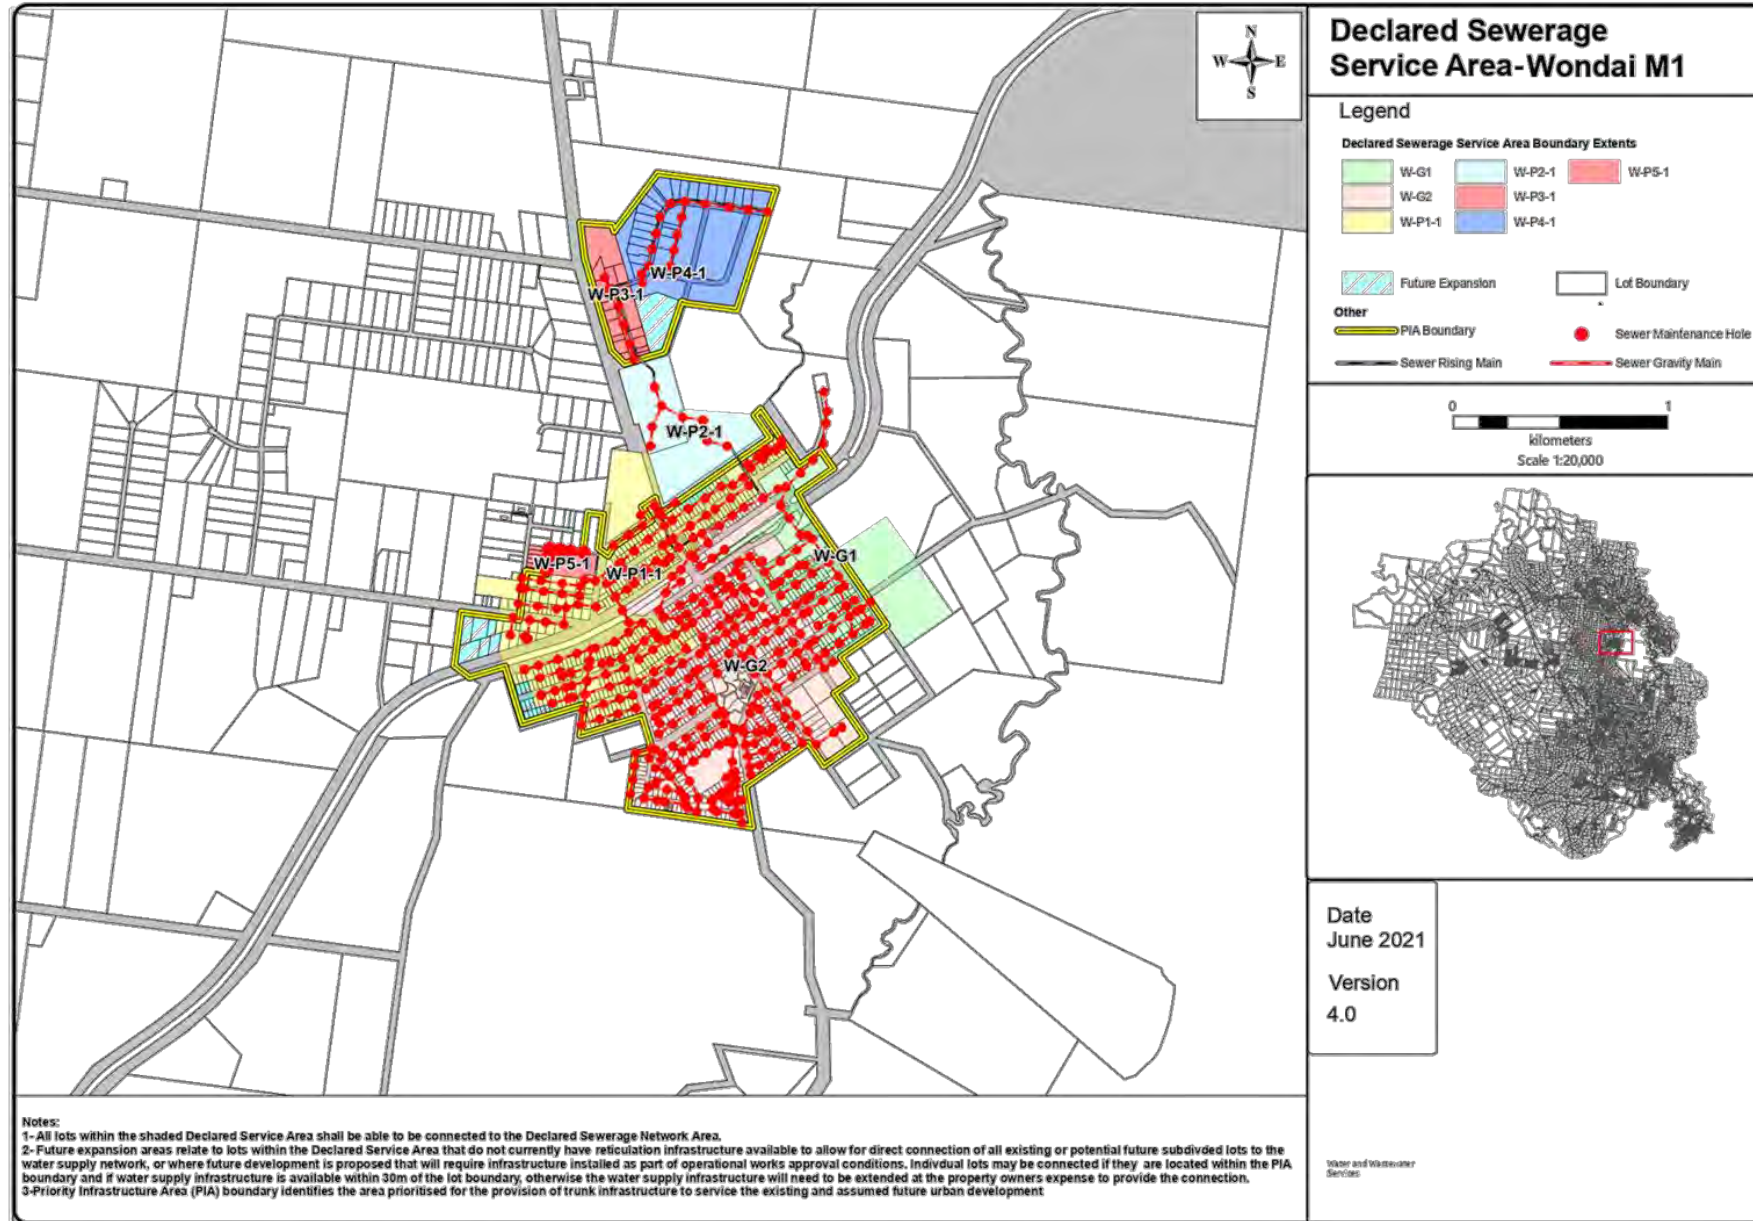 Declared Sewerage
Service Area-Wondai M1
N
W E
S
Legend
Declared Sewerage Service Area Boundary Extents
W-G1 W-P2-1 W-P5-1
W-G2 W-P3-1
W-P1-1 W-P4-1
Future Expansion Lot Boundary
Other
PIA Boundary Sewer Maintenance Hole
Sewer Rising Main Sewer Gravity Main
0 1
kilometers
Scale 1:20,000
W-P4-1
W-P3-1
W-P2-1
W-G1
W-P5-1
W-P1-1
W-G2
Date
June 2021
Version
4.0
Water and Wastewater
Services
Notes:
1- All lots within the shaded Declared Service Area shall be able to be connected to the Declared Sewerage Network Area.
2- Future expansion areas relate to lots within the Declared Service Area that do not currently have reticulation infrastructure available to allow for direct connection of all existing or potential future subdivded lots to the
water supply network, or where future development is proposed that will require infrastructure installed as part of operational works approval conditions. Indivdual lots may be connected if they are located within the PIA
boundary and if water supply infrastructure is available within 30m of the lot boundary, otherwise the water supply infrastructure will need to be extended at the property owners expense to provide the connection.
3-Priority Infrastructure Area (PIA) boundary identifies the area prioritised for the provision of trunk infrastructure to service the existing and assumed future urban development